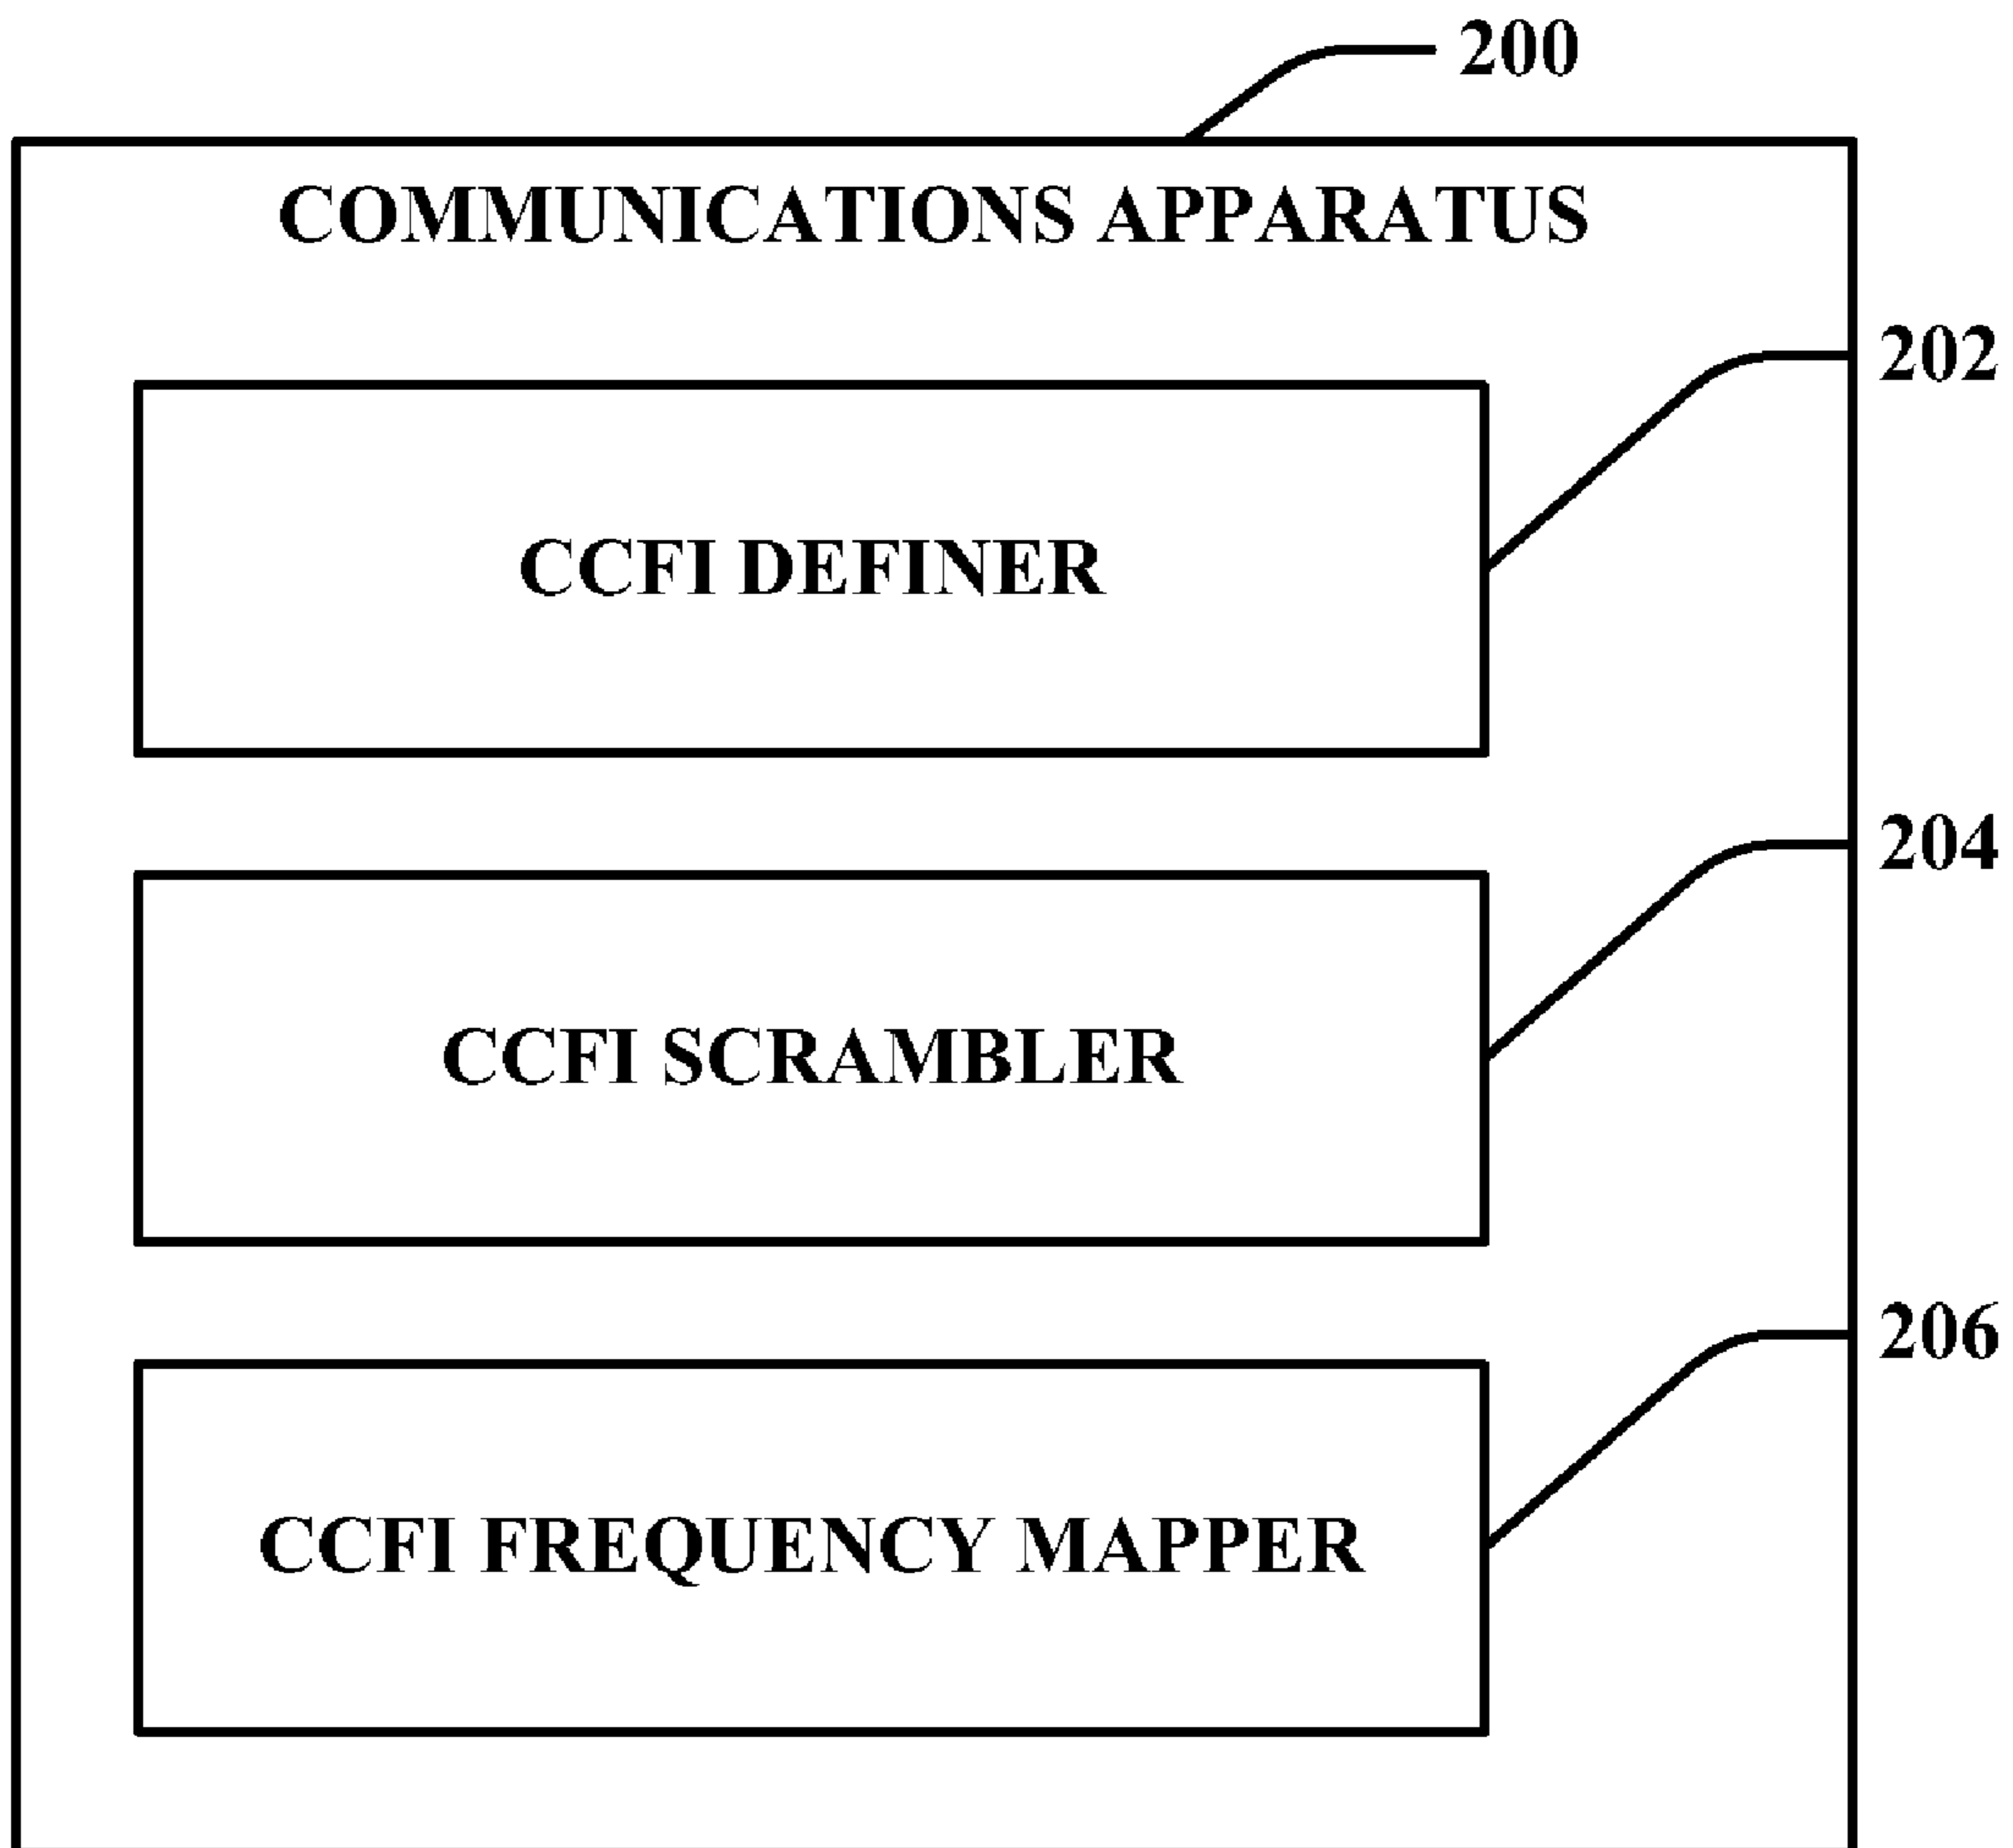 200
COMMUNICATIONS APPARATUS
202
CCFI DEFINER
204
CCFI SCRAMBLER
206
CCFI FREQUENCY MAPPER